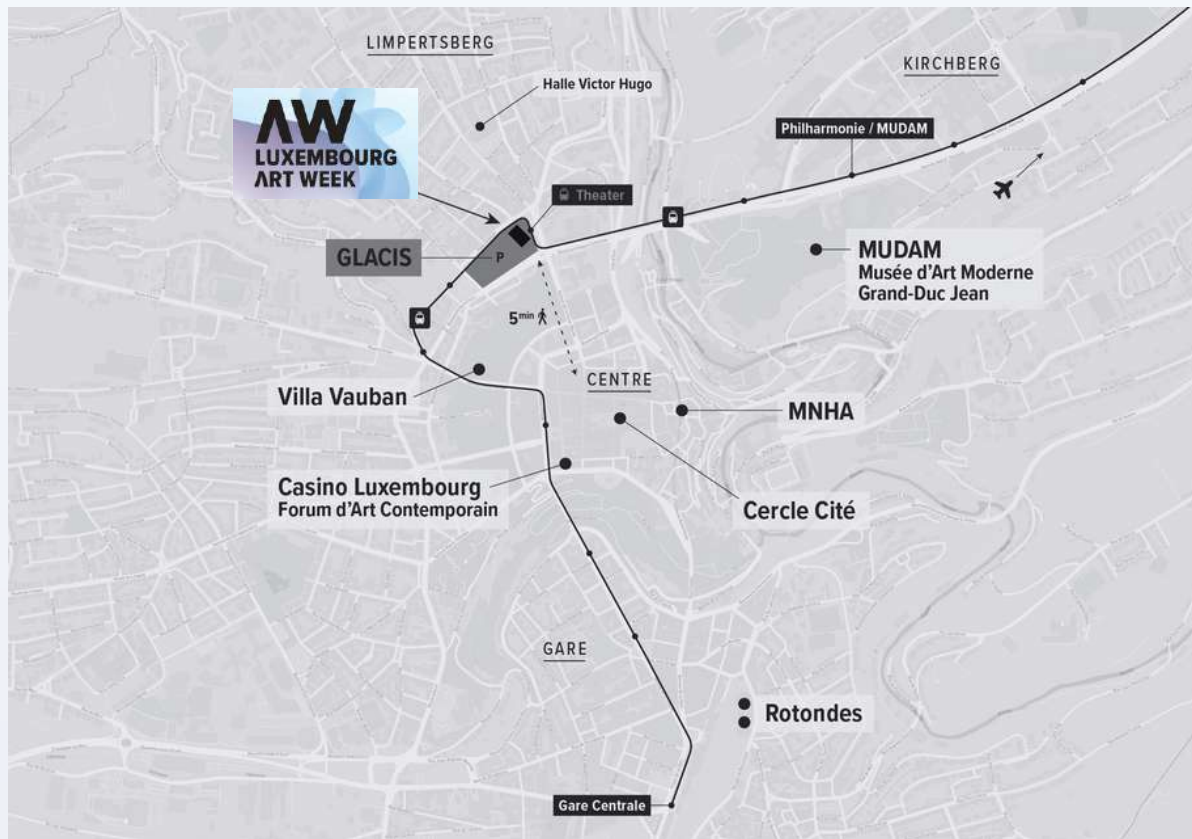 LIMPERTSBERG
KIRCHBERG
Halle Victor Hugo
AW
LUXEMBOURG
ART WEEK
Philharmonie / MUDAM
Theater
GLACIS
P
MUDAM
Musée d'Art Moderne
Grand-Duc Jean
5min
Villa Vauban
CENTRE
MNHA
Casino Luxembourg
Forum d'Art Contemporain
Cercle Cité
GARE
Rotondes
Gare Centrale